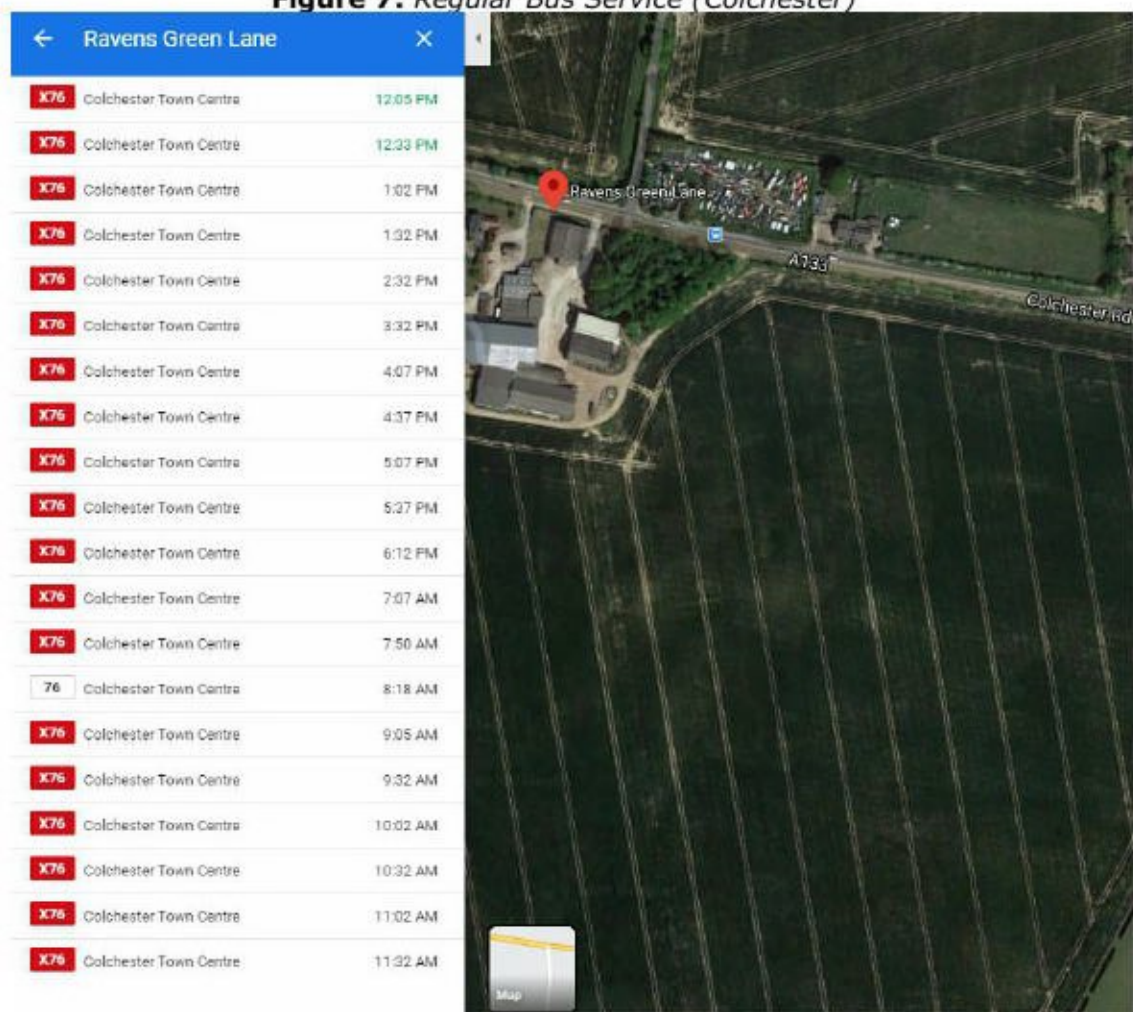 Figure 7. Regular Bus Service (Colchester)
Ravens Green Lane
X76 Colchester Town Centre 12:05 PM
X76 Colchester Town Centre 12:33 PM
X76 Colchester Town Centre 1:02 PM
X76 Colchester Town Centre 1:32 PM
X76 Colchester Town Centre 2:32 PM
X76 Colchester Town Centre 3:32 PM
X76 Colchester Town Centre 4:07 PM
X76 Colchester Town Centre 4:37 PM
X76 Colchester Town Centre 5:07 PM
X76 Colchester Town Centre 5:37 PM
X76 Colchester Town Centre 6:12 PM
X76 Colchester Town Centre 7:07 AM
X76 Colchester Town Centre 7:50 AM
76 Colchester Town Centre 8:18 AM
X76 Colchester Town Centre 9:05 AM
X76 Colchester Town Centre 9:32 AM
X76 Colchester Town Centre 10:02 AM
X76 Colchester Town Centre 10:32 AM
X76 Colchester Town Centre 11:02 AM
X76 Colchester Town Centre 11:32 AM
Ravens Green Lane
A133
Colchester Rd
Map